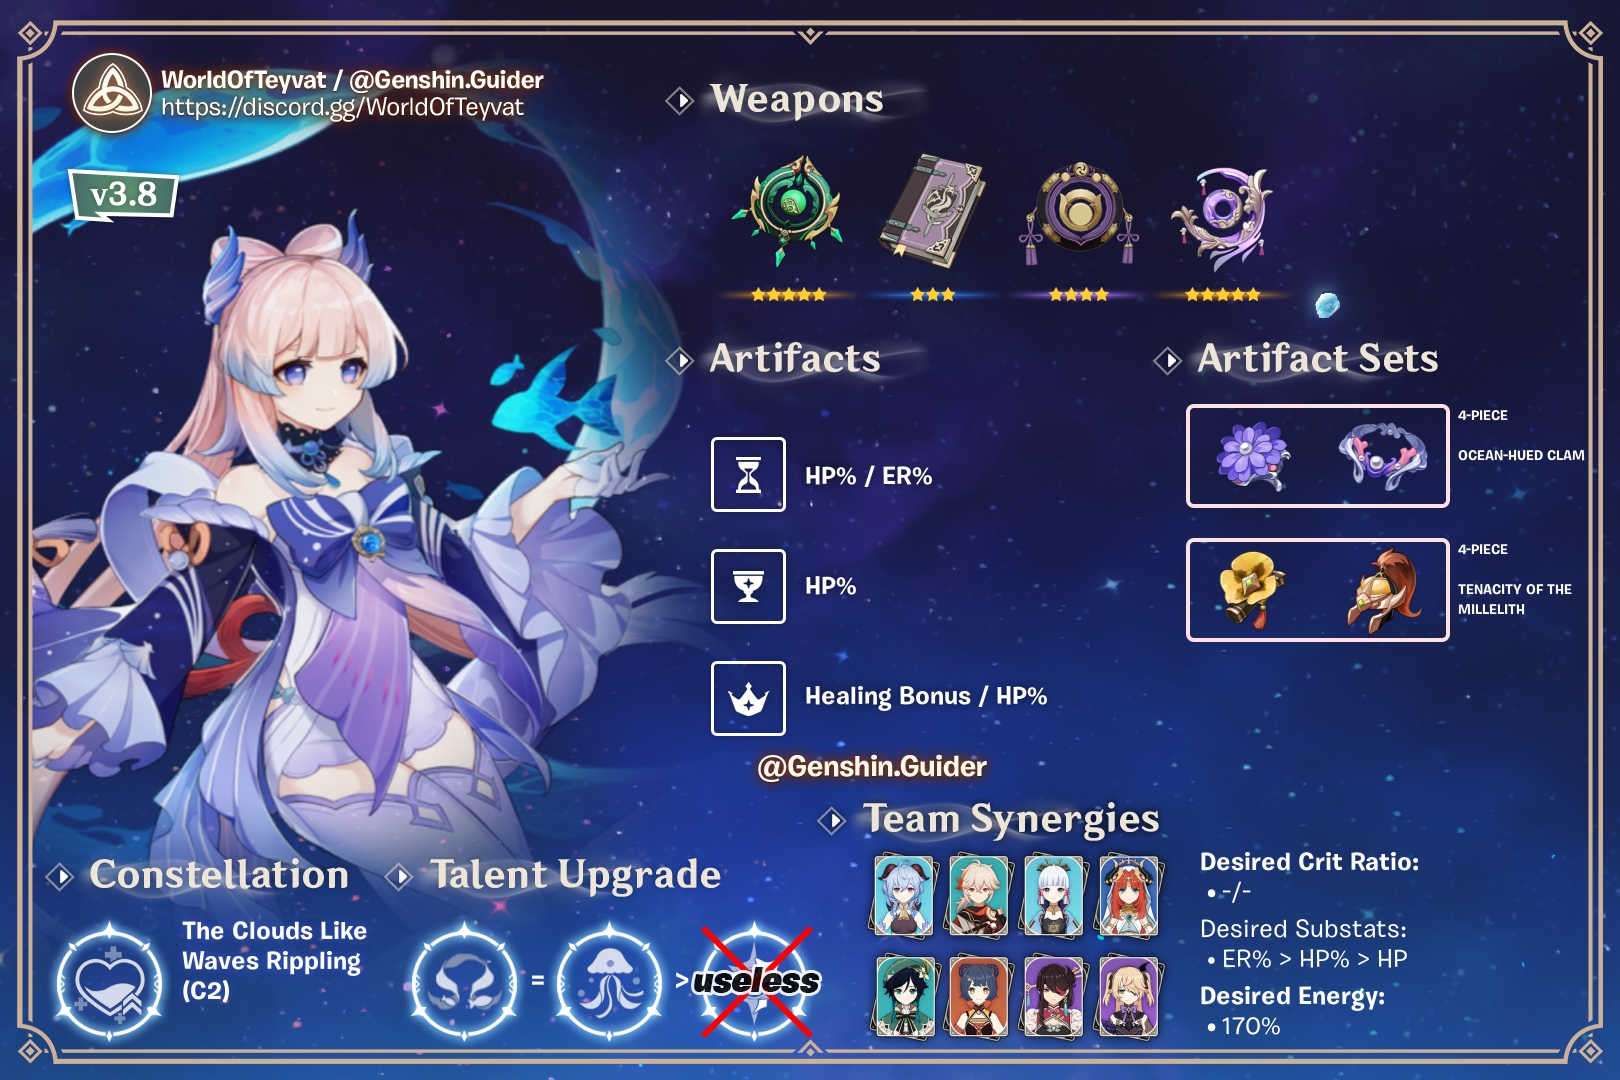 WorldOfTeyvat / @Genshin.Guider
https://discord.gg/WorldOfTeyvat
v3.8
Weapons
Artifacts
HP% / ER%
HP%
Healing Bonus / HP%
@Genshin.Guider
Artifact Sets
4-PIECE
OCEAN-HUED CLAM
4-PIECE
TENACITY OF THE
MILLELITH
Constellation
The Clouds Like
Waves Rippling
(C2)
Talent Upgrade
= > useless
Team Synergies
Desired Crit Ratio:
• -/-
Desired Substats:
• ER% > HP% > HP
Desired Energy:
• 170%